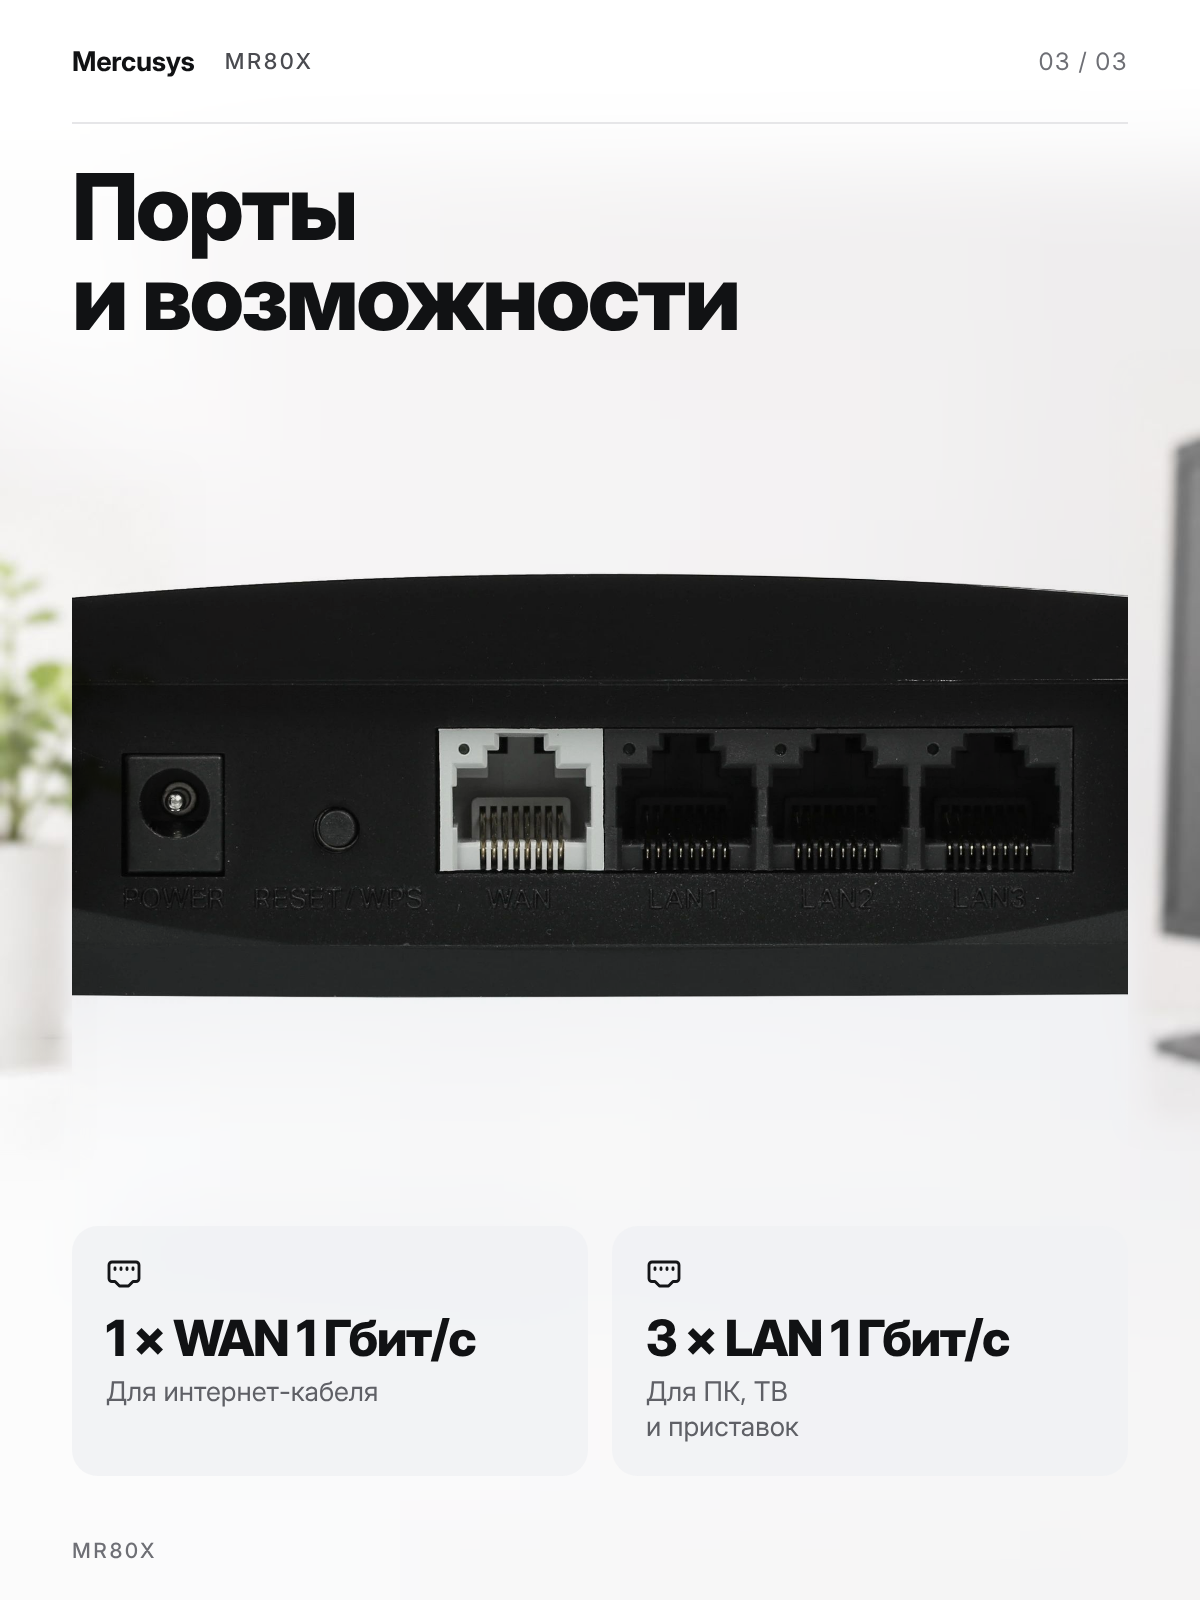 Mercusys MR80X 03 / 03
Порты
и возможности
POWER RESET/WPS WAN LAN1 LAN2 LAN3
1 × WAN 1 Гбит/с
Для интернет-кабеля
3 × LAN 1 Гбит/с
Для ПК, ТВ
и приставок
MR80X